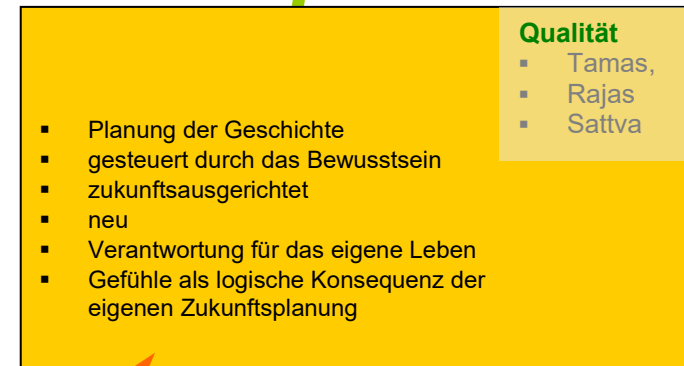 Qualität
▪ Tamas,
▪ Rajas
▪ Sattva
▪ Planung der Geschichte
▪ gesteuert durch das Bewusstsein
▪ zukunftsausgerichtet
▪ neu
▪ Verantwortung für das eigene Leben
▪ Gefühle als logische Konsequenz der
eigenen Zukunftsplanung